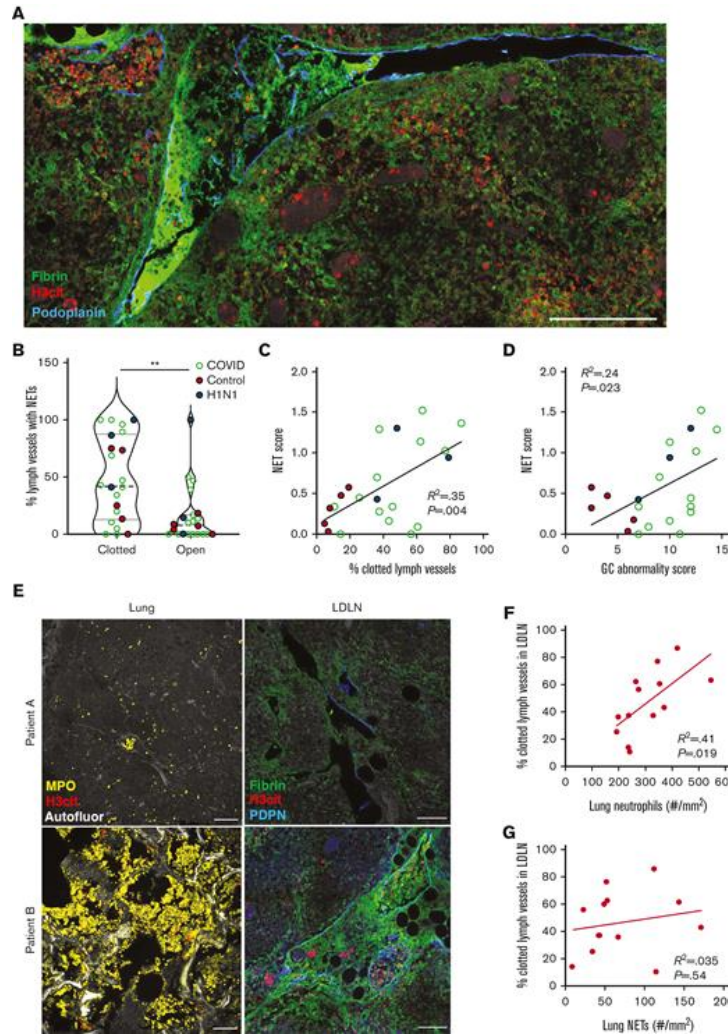 A
Fibrin
H3cit
Podoplanin
B
% lymph vessels with NETs
150
100
50
0
Clotted
Open
**
COVID
Control
H1N1
C
NET score
2.0
1.5
1.0
0.5
0.0
0
20
40
60
80
100
% clotted lymph vessels
R²=.35
P=.004
D
R²=.24
P=.023
NET score
2.0
1.5
1.0
0.5
0.0
0
5
10
15
GC abnormality score
E
Lung
LDLN
Patient A
MPO
H3cit
Autofluor
Fibrin
H3cit
PDPN
Patient B
F
% clotted lymph vessels in LDLN
100
80
60
40
20
0
0
100
200
300
400
500
Lung neutrophils (#/mm²)
R²=.41
P=.019
G
% clotted lymph vessels in LDLN
100
80
60
40
20
0
0
50
100
150
200
Lung NETs (#/mm²)
R²=.035
P=.54